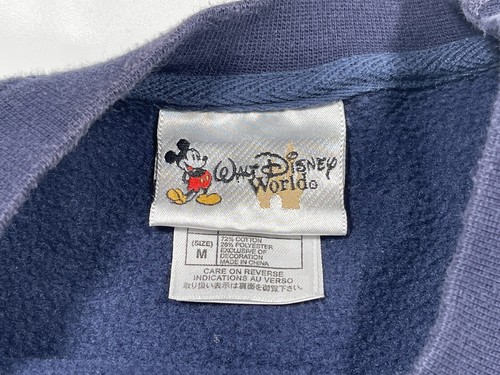 WALT DISNEY
World®
(SIZE)
M
72% COTTON
28% POLYESTER
EXCLUSIVE OF
DECORATION
MADE IN CHINA
CARE ON REVERSE
INDICATIONS AU VERSO
取り扱い表示は裏面を御覧下さい